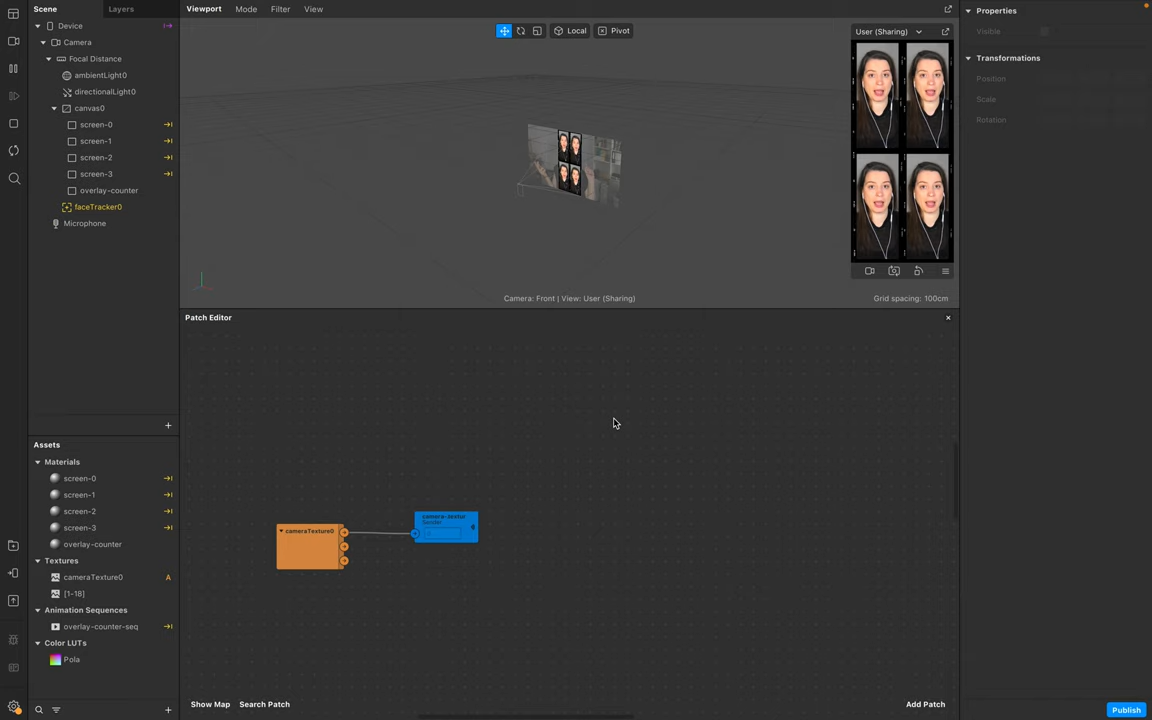 Scene
Layers
Device
Camera
Focal Distance
ambientLight0
directionalLight0
canvas0
screen-0
screen-1
screen-2
screen-3
overlay-counter
faceTracker0
Microphone
Assets
Materials
screen-0
screen-1
screen-2
screen-3
overlay-counter
Textures
cameraTexture0
A
[1-18]
Animation Sequences
overlay-counter-seq
Color LUTs
Pola
Viewport
Mode
Filter
View
Local
Pivot
User (Sharing)
Camera: Front | View: User (Sharing)
Grid spacing: 100cm
Patch Editor
cameraTexture0
camera-textur
Sender
Show Map
Search Patch
Add Patch
Properties
Visible
Transformations
Position
Scale
Rotation
Publish